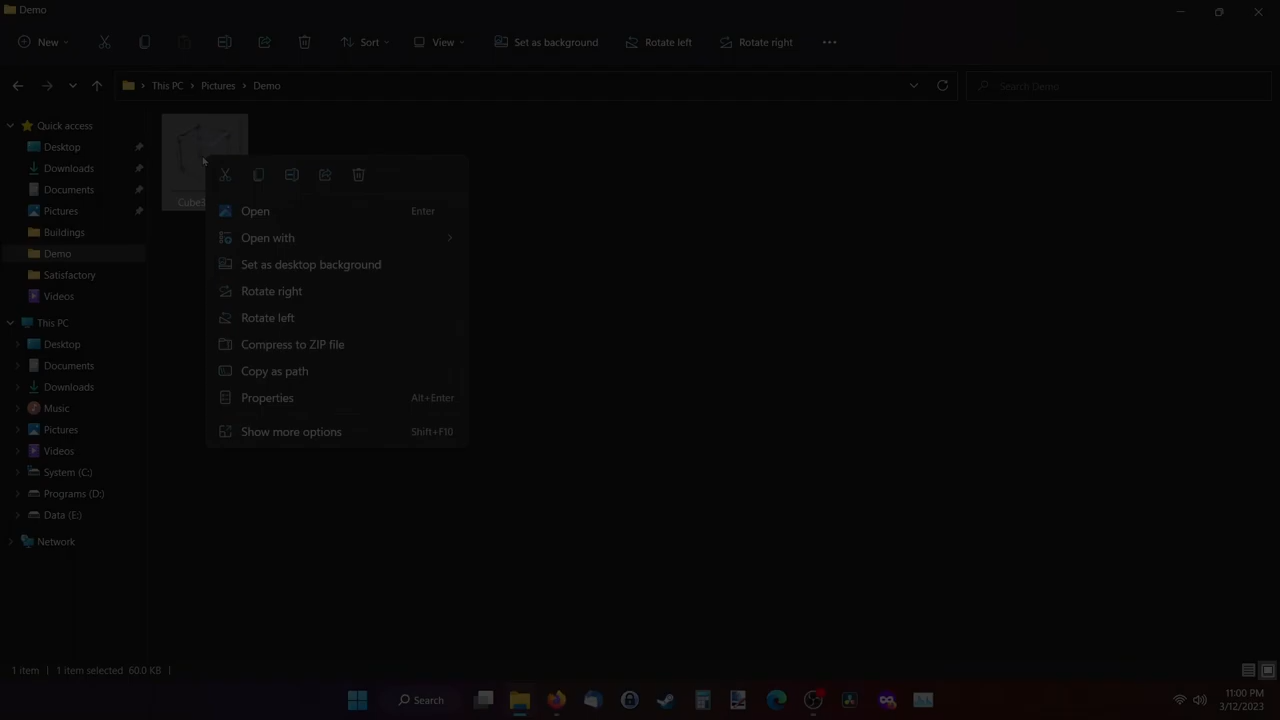 Demo
New
Sort
View
Set as background
Rotate left
Rotate right
This PC
Pictures
Demo
Search Demo
Quick access
Desktop
Downloads
Documents
Pictures
Buildings
Demo
Satisfactory
Videos
This PC
Desktop
Documents
Downloads
Music
Pictures
Videos
System (C:)
Programs (D:)
Data (E:)
Network
Open Enter
Open with
Set as desktop background
Rotate right
Rotate left
Compress to ZIP file
Copy as path
Properties Alt+Enter
Show more options Shift+F10
1 item
1 item selected 60.0 KB
Search
11:00 PM
3/12/2023